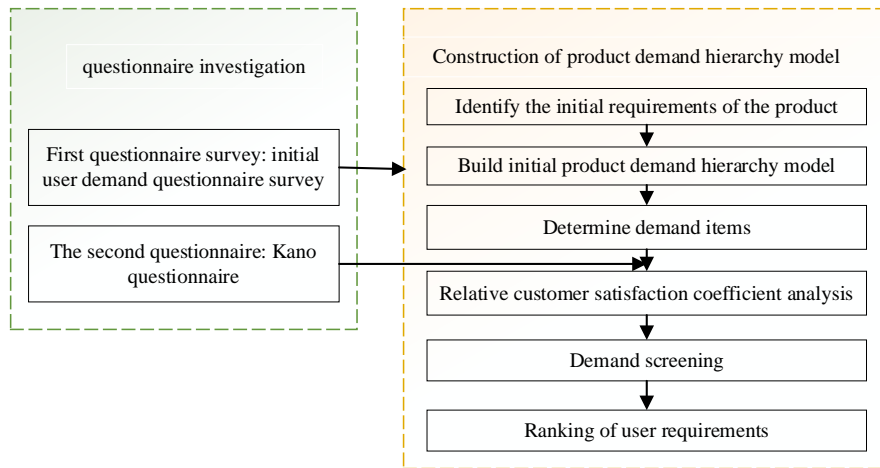 questionnaire investigation
First questionnaire survey: initial
user demand questionnaire survey
The second questionnaire: Kano
questionnaire
Construction of product demand hierarchy model
Identify the initial requirements of the product
Build initial product demand hierarchy model
Determine demand items
Relative customer satisfaction coefficient analysis
Demand screening
Ranking of user requirements